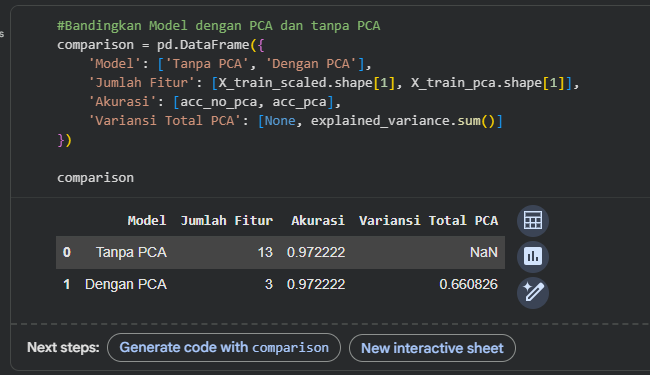 #Bandingkan Model dengan PCA dan tanpa PCA
comparison = pd.DataFrame({
    'Model': ['Tanpa PCA', 'Dengan PCA'],
    'Jumlah Fitur': [X_train_scaled.shape[1], X_train_pca.shape[1]],
    'Akurasi': [acc_no_pca, acc_pca],
    'Variansi Total PCA': [None, explained_variance.sum()]
})
comparison
Model Jumlah Fitur Akurasi Variansi Total PCA
0 Tanpa PCA 13 0.972222 NaN
1 Dengan PCA 3 0.972222 0.660826
Next steps: Generate code with comparison New interactive sheet